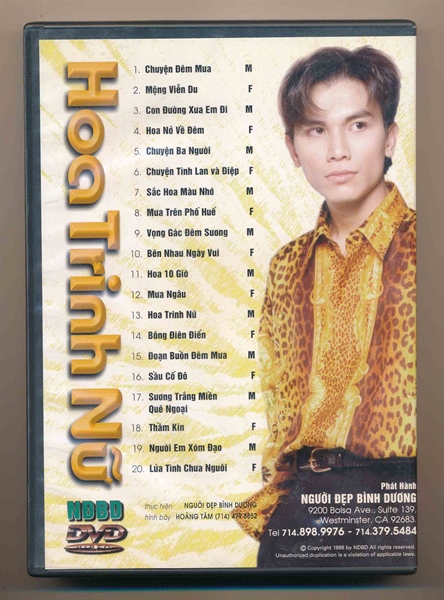 Hoa Trinh Nữ
1. Chuyện Đêm Mưa M
2. Mộng Viễn Du F
3. Con Đường Xưa Em Đi M
4. Hoa Nở Về Đêm F
5. Chuyện Ba Người M
6. Chuyện Tình Lan và Điệp F
7. Sắc Hoa Màu Nhớ M
8. Mưa Trên Phố Huế F
9. Vọng Gác Đêm Sương M
10. Bên Nhau Ngày Vui F
11. Hoa 10 Giờ M
12. Mưa Ngâu F
13. Hoa Trinh Nữ M
14. Bông Điên Điển F
15. Đoạn Buồn Đêm Mưa M
16. Sầu Cố Đô F
17. Sương Trắng Miền M
Quê Ngoại
18. Thầm Kín F
19. Người Em Xóm Đạo M
20. Lửa Tình Chưa Nguôi F
NĐBD
DVD
VIDEO
thực hiện NGƯỜI ĐẸP BÌNH DƯƠNG
trình bày HOÀNG TÂM (714) 479.6652
Phát Hành
NGƯỜI ĐẸP BÌNH DƯƠNG
9200 Bolsa Ave., Suite 139,
Westminster, CA 92683.
Tel 714.898.9976 - 714.379.5484
© Copyright 1998 by NĐBD All rights reserved.
Unauthorized duplication is a violation of applicable laws.